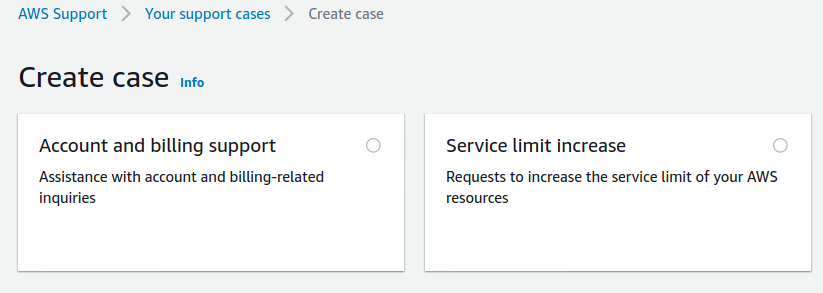 AWS Support > Your support cases > Create case
Create case Info
Account and billing support
Assistance with account and billing-related
inquiries
Service limit increase
Requests to increase the service limit of your AWS
resources